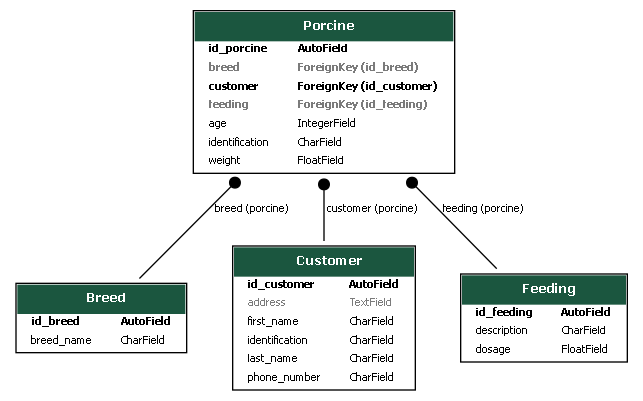 Porcine
id_porcine AutoField
breed ForeignKey (id_breed)
customer ForeignKey (id_customer)
feeding ForeignKey (id_feeding)
age IntegerField
identification CharField
weight FloatField
breed (porcine) customer (porcine) feeding (porcine)
Breed
id_breed AutoField
breed_name CharField
Customer
id_customer AutoField
address TextField
first_name CharField
identification CharField
last_name CharField
phone_number CharField
Feeding
id_feeding AutoField
description CharField
dosage FloatField